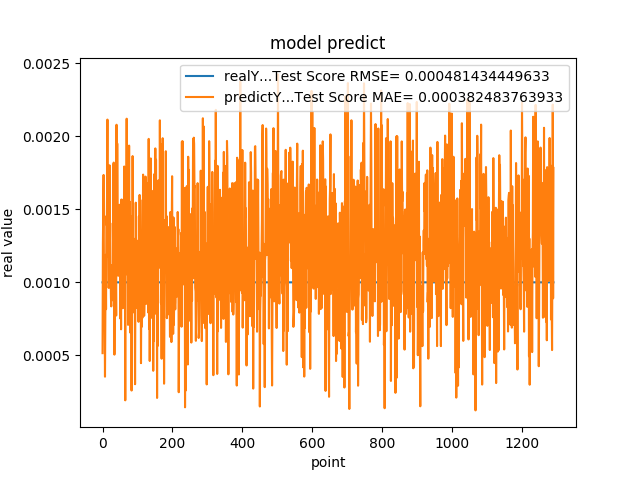 model predict
realY...Test Score RMSE= 0.000481434449633
predictY...Test Score MAE= 0.000382483763933
0.0025
0.0020
0.0015
0.0010
0.0005
real value
0 200 400 600 800 1000 1200
point